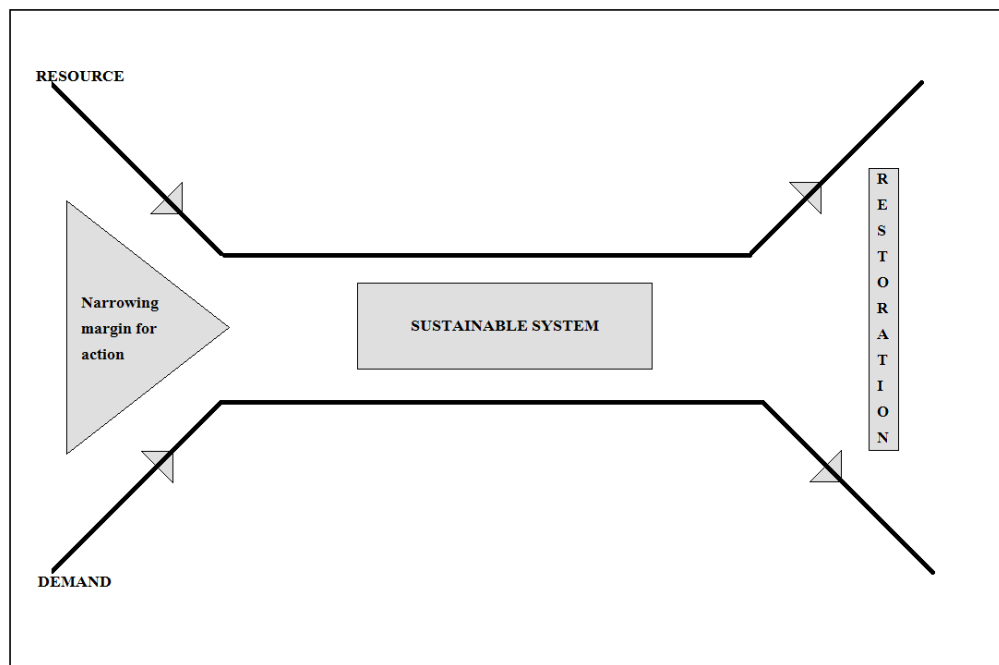 RESOURCE
Narrowing
margin for
action
SUSTAINABLE SYSTEM
R
E
S
T
O
R
A
T
I
O
N
DEMAND